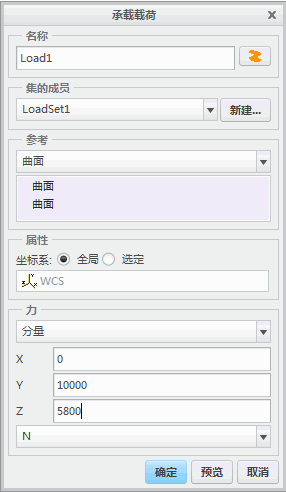 承载载荷
名称
Load1
集的成员
LoadSet1 新建...
参考
曲面
曲面
曲面
属性
坐标系: 全局 选定
WCS
力
分量
X 0
Y 10000
Z 5800
N
确定 预览 取消